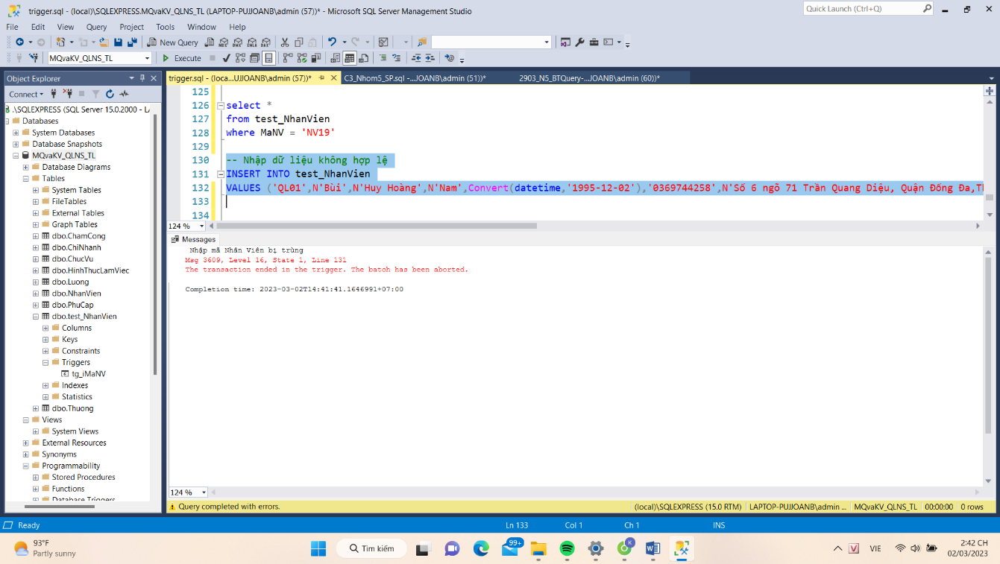 trigger.sql - (local)\SQLEXPRESS.MQvaKV_QLNS_TL (LAPTOP-PUJJOANB\admin (57))* - Microsoft SQL Server Management Studio
Quick Launch (Ctrl+Q)
File Edit View Query Project Tools Window Help
New Query
MQvaKV_QLNS_TL
Execute
Object Explorer
Connect
.\SQLEXPRESS (SQL Server 15.0.2000 - L
Databases
System Databases
Database Snapshots
MQvaKV_QLNS_TL
Database Diagrams
Tables
System Tables
FileTables
External Tables
Graph Tables
dbo.ChamCong
dbo.ChiNhanh
dbo.ChucVu
dbo.HinhThucLamViec
dbo.Luong
dbo.NhanVien
dbo.PhuCap
dbo.test_NhanVien
Columns
Keys
Constraints
Triggers
tg_iMaNV
Indexes
Statistics
dbo.Thuong
Views
System Views
External Resources
Synonyms
Programmability
Stored Procedures
Functions
Database Triggers
trigger.sql - (loca...UJJOANB\admin (57))*
C3_Nhom5_SP.sql -...JOANB\admin (51))*
2903_N5_BTQuery-...JOANB\admin (60))*
125
126 select *
127 from test_NhanVien
128 where MaNV = 'NV19'
129
130 -- Nhập dữ liệu không hợp lệ
131 INSERT INTO test_NhanVien
132 VALUES ('QL01',N'Bùi',N'Huy Hoàng',N'Nam',Convert(datetime,'1995-12-02'),'0369744258',N'Số 6 ngõ 71 Trần Quang Diệu, Quận Đống Đa,T
133
134
124 %
Messages
Nhập mã Nhân Viên bị trùng
Msg 3609, Level 16, State 1, Line 131
The transaction ended in the trigger. The batch has been aborted.
Completion time: 2023-03-02T14:41:41.1646991+07:00
124 %
Query completed with errors.
(local)\SQLEXPRESS (15.0 RTM)
LAPTOP-PUJJOANB\admin ...
MQvaKV_QLNS_TL
00:00:00
0 rows
Ready
Ln 133
Col 1
Ch 1
INS
93°F
Partly sunny
Tìm kiếm
99+
K
V
VIE
2:42 CH
02/03/2023